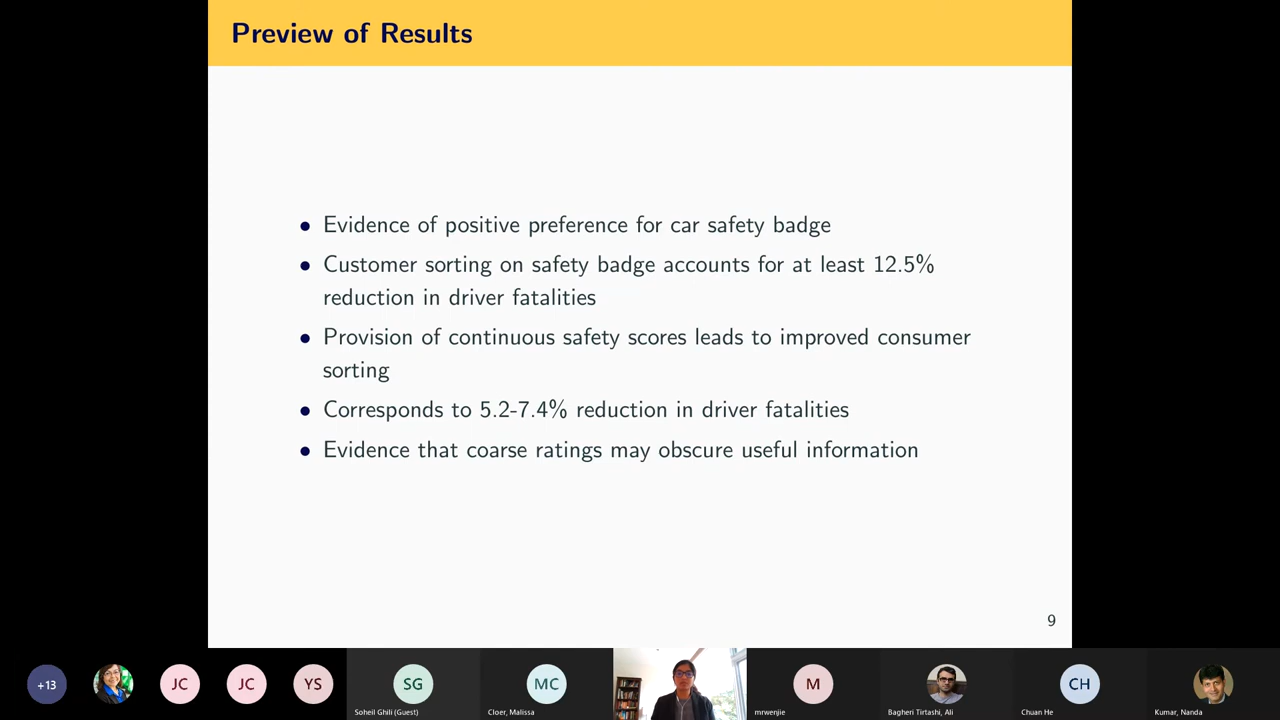 Preview of Results
• Evidence of positive preference for car safety badge
• Customer sorting on safety badge accounts for at least 12.5%
reduction in driver fatalities
• Provision of continuous safety scores leads to improved consumer
sorting
• Corresponds to 5.2-7.4% reduction in driver fatalities
• Evidence that coarse ratings may obscure useful information
9
+13
JC
JC
YS
SG
MC
M
CH
Soheil Ghili (Guest)
Cloer, Malissa
mrwenjie
Bagheri Tirtashi, Ali
Chuan He
Kumar, Nanda